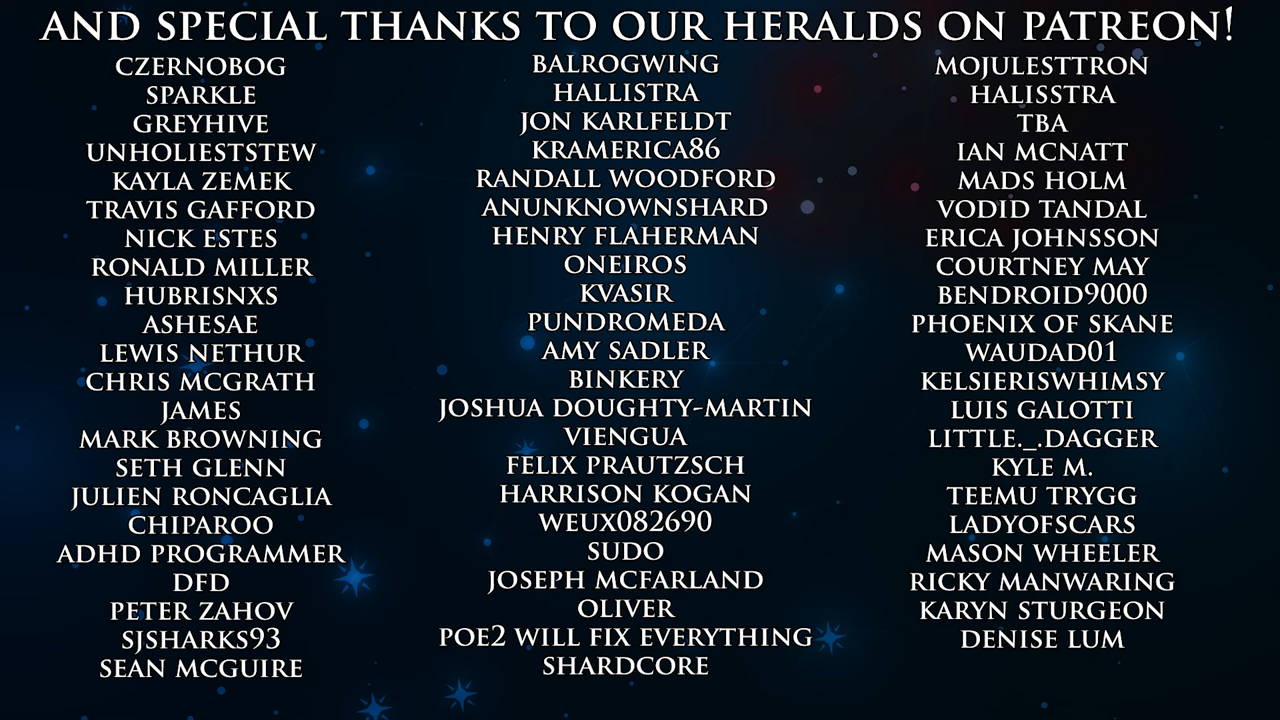 AND SPECIAL THANKS TO OUR HERALDS ON PATREON!
CZERNOBOG
SPARKLE
GREYHIVE
UNHOLIESTSTEW
KAYLA ZEMEK
TRAVIS GAFFORD
NICK ESTES
RONALD MILLER
HUBRISNXS
ASHESAE
LEWIS NETHUR
CHRIS MCGRATH
JAMES
MARK BROWNING
SETH GLENN
JULIEN RONCAGLIA
CHIPAROO
ADHD PROGRAMMER
DFD
PETER ZAHOV
SJSHARKS93
SEAN MCGUIRE
BALROGWING
HALLISTRA
JON KARLFELDT
KRAMERICA86
RANDALL WOODFORD
ANUNKNOWNSHARD
HENRY FLAHERMAN
ONEIROS
KVASIR
PUNDROMEDA
AMY SADLER
BINKERY
JOSHUA DOUGHTY-MARTIN
VIENGUA
FELIX PRAUTZSCH
HARRISON KOGAN
WEUX082690
SUDO
JOSEPH MCFARLAND
OLIVER
POE2 WILL FIX EVERYTHING
SHARDCORE
MOJULESTTRON
HALISSTRA
TBA
IAN MCNATT
MADS HOLM
VODID TANDAL
ERICA JOHNSSON
COURTNEY MAY
BENDROID9000
PHOENIX OF SKANE
WAUDAD01
KELSIERISWHIMSY
LUIS GALOTTI
LITTLE._.DAGGER
KYLE M.
TEEMU TRYGG
LADYOFSCARS
MASON WHEELER
RICKY MANWARING
KARYN STURGEON
DENISE LUM